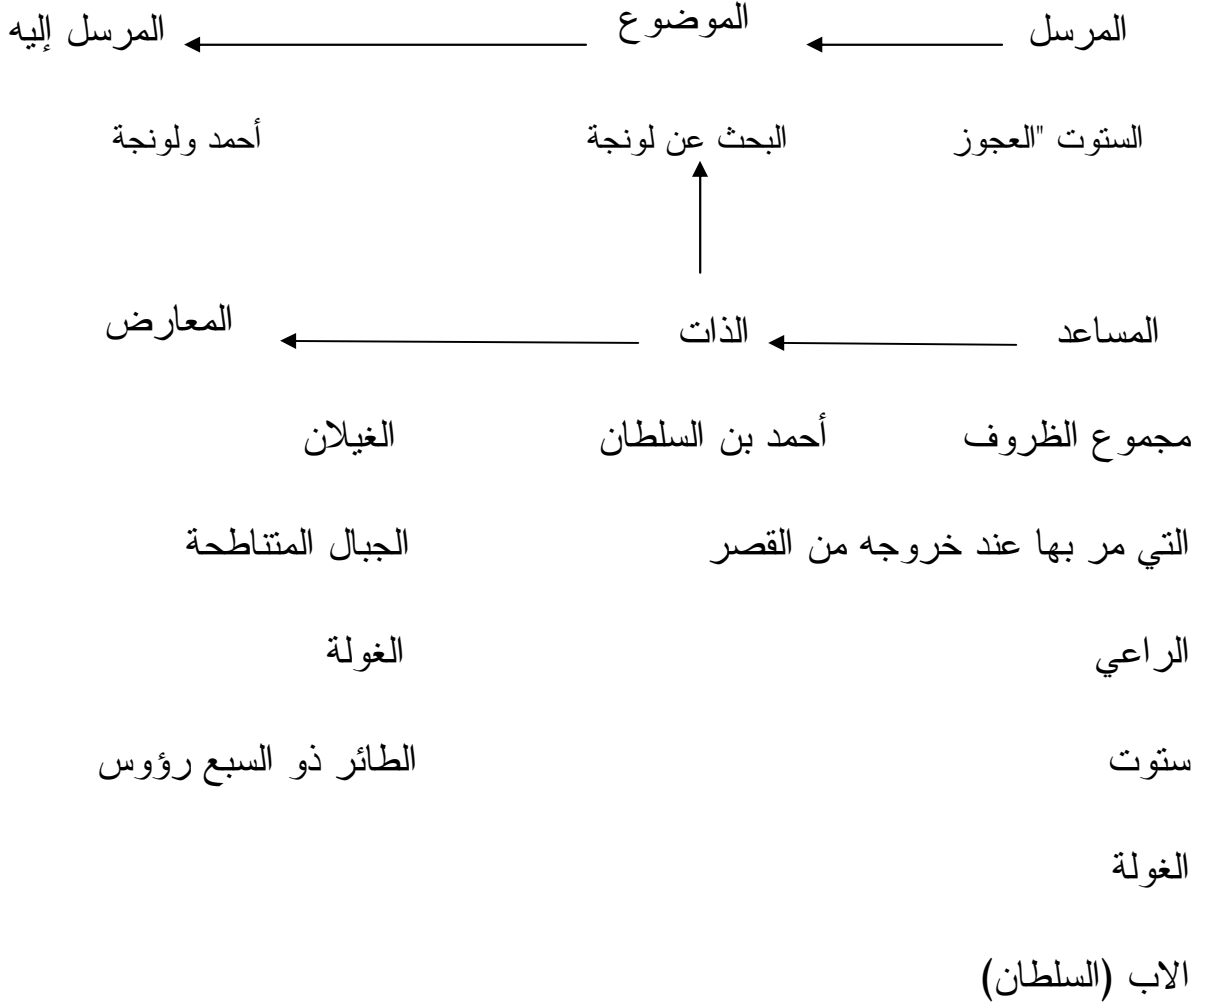 المرسل الموضوع المرسل إليه
الستوت "العجوز البحث عن لونجة أحمد ولونجة
المساعد الذات المعارض
مجموع الظروف أحمد بن السلطان الغيلان
التي مر بها عند خروجه من القصر الجبال المتناطحة
الراعي الغولة
ستوت الطائر ذو السبع رؤوس
الغولة
الاب (السلطان)